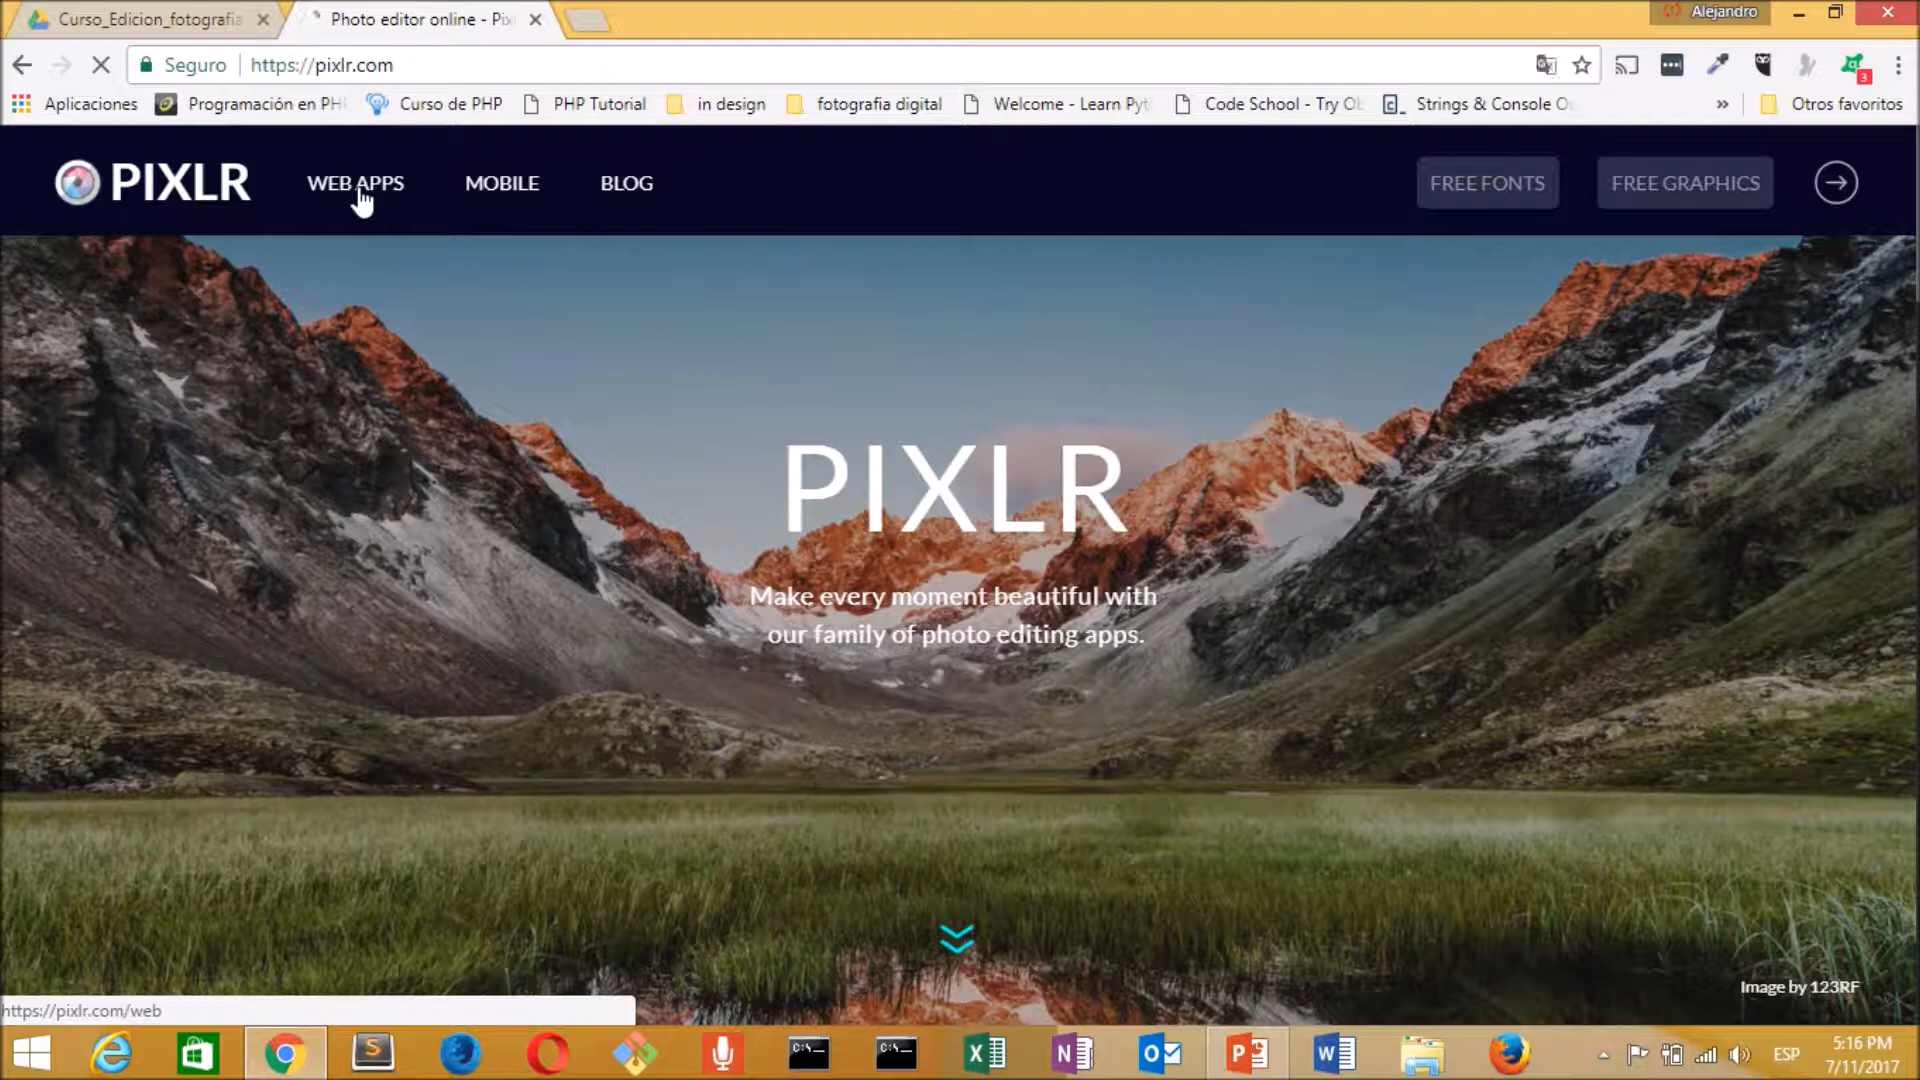 Curso_Edicion_fotografia
Photo editor online - Pix
Alejandro
Seguro
https://pixlr.com
3
Aplicaciones
Programación en PH
Curso de PHP
PHP Tutorial
in design
fotografia digital
Welcome - Learn Pyt
Code School - Try Ob
Strings & Console O
»
Otros favoritos
PIXLR
WEB APPS
MOBILE
BLOG
FREE FONTS
FREE GRAPHICS
PIXLR
Make every moment beautiful with
our family of photo editing apps.
Image by 123RF
https://pixlr.com/web
ESP
5:16 PM
7/11/2017